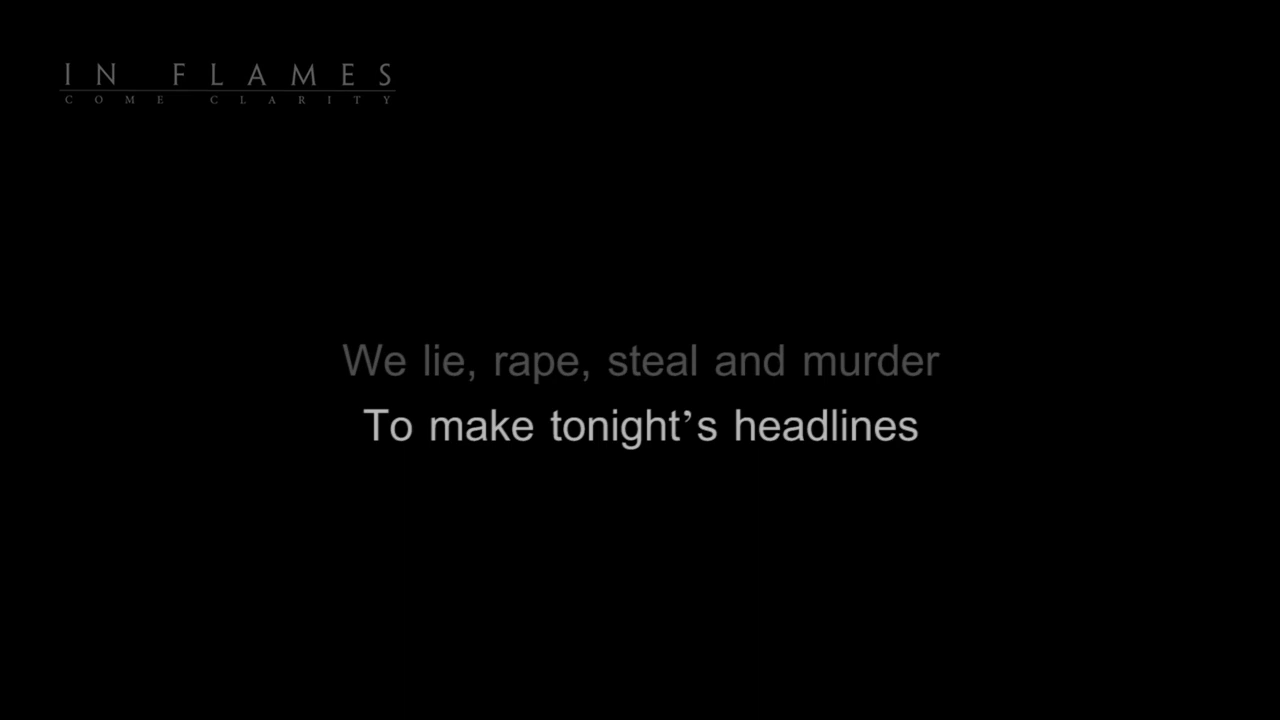 IN FLAMES
COME CLARITY
We lie, rape, steal and murder
To make tonight’s headlines